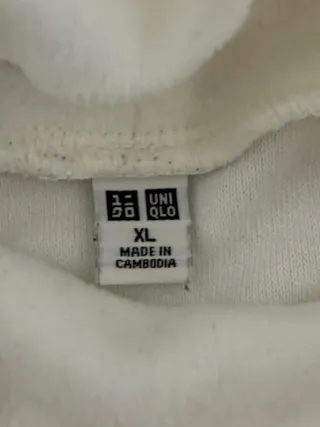 ユニ UNI
クロ QLO
XL
MADE IN
CAMBODIA